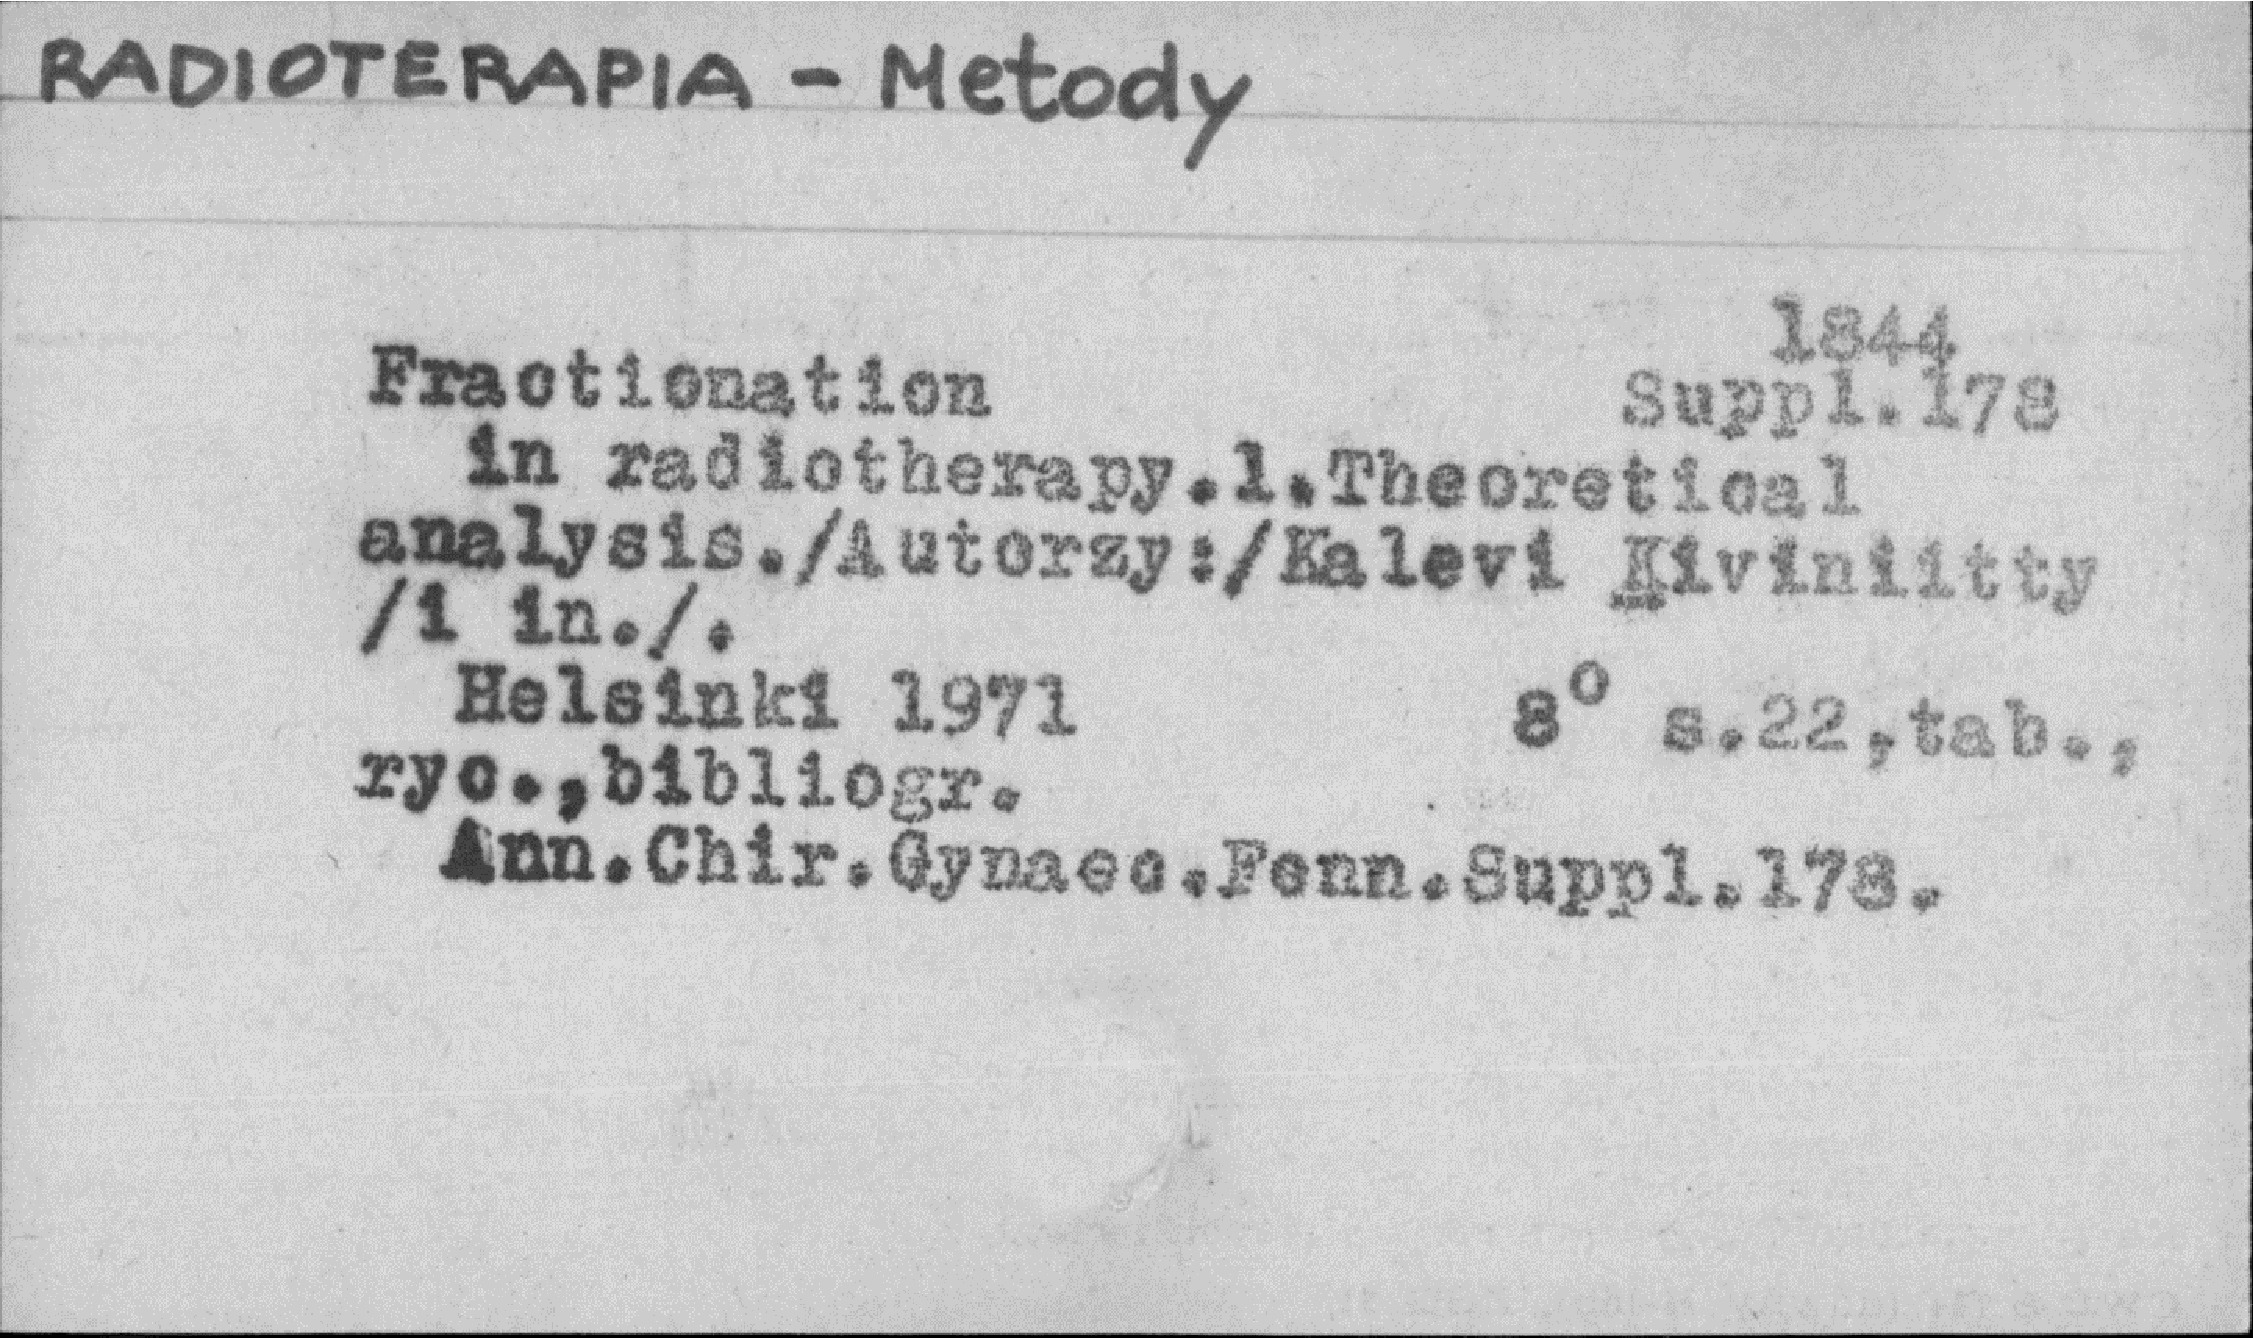 RADIOTERAPIA - Metody
1844
Fractionation Suppl.178
in radiotherapy.1.Theoretical
analysis./Autorzy:/Kalevi Kiviniitty
/i in./.
Helsinki 1971 8° s.22,tab.,
ryc.,bibliogr.
Ann.Chir.Gynaec.Fenn.Suppl.178.